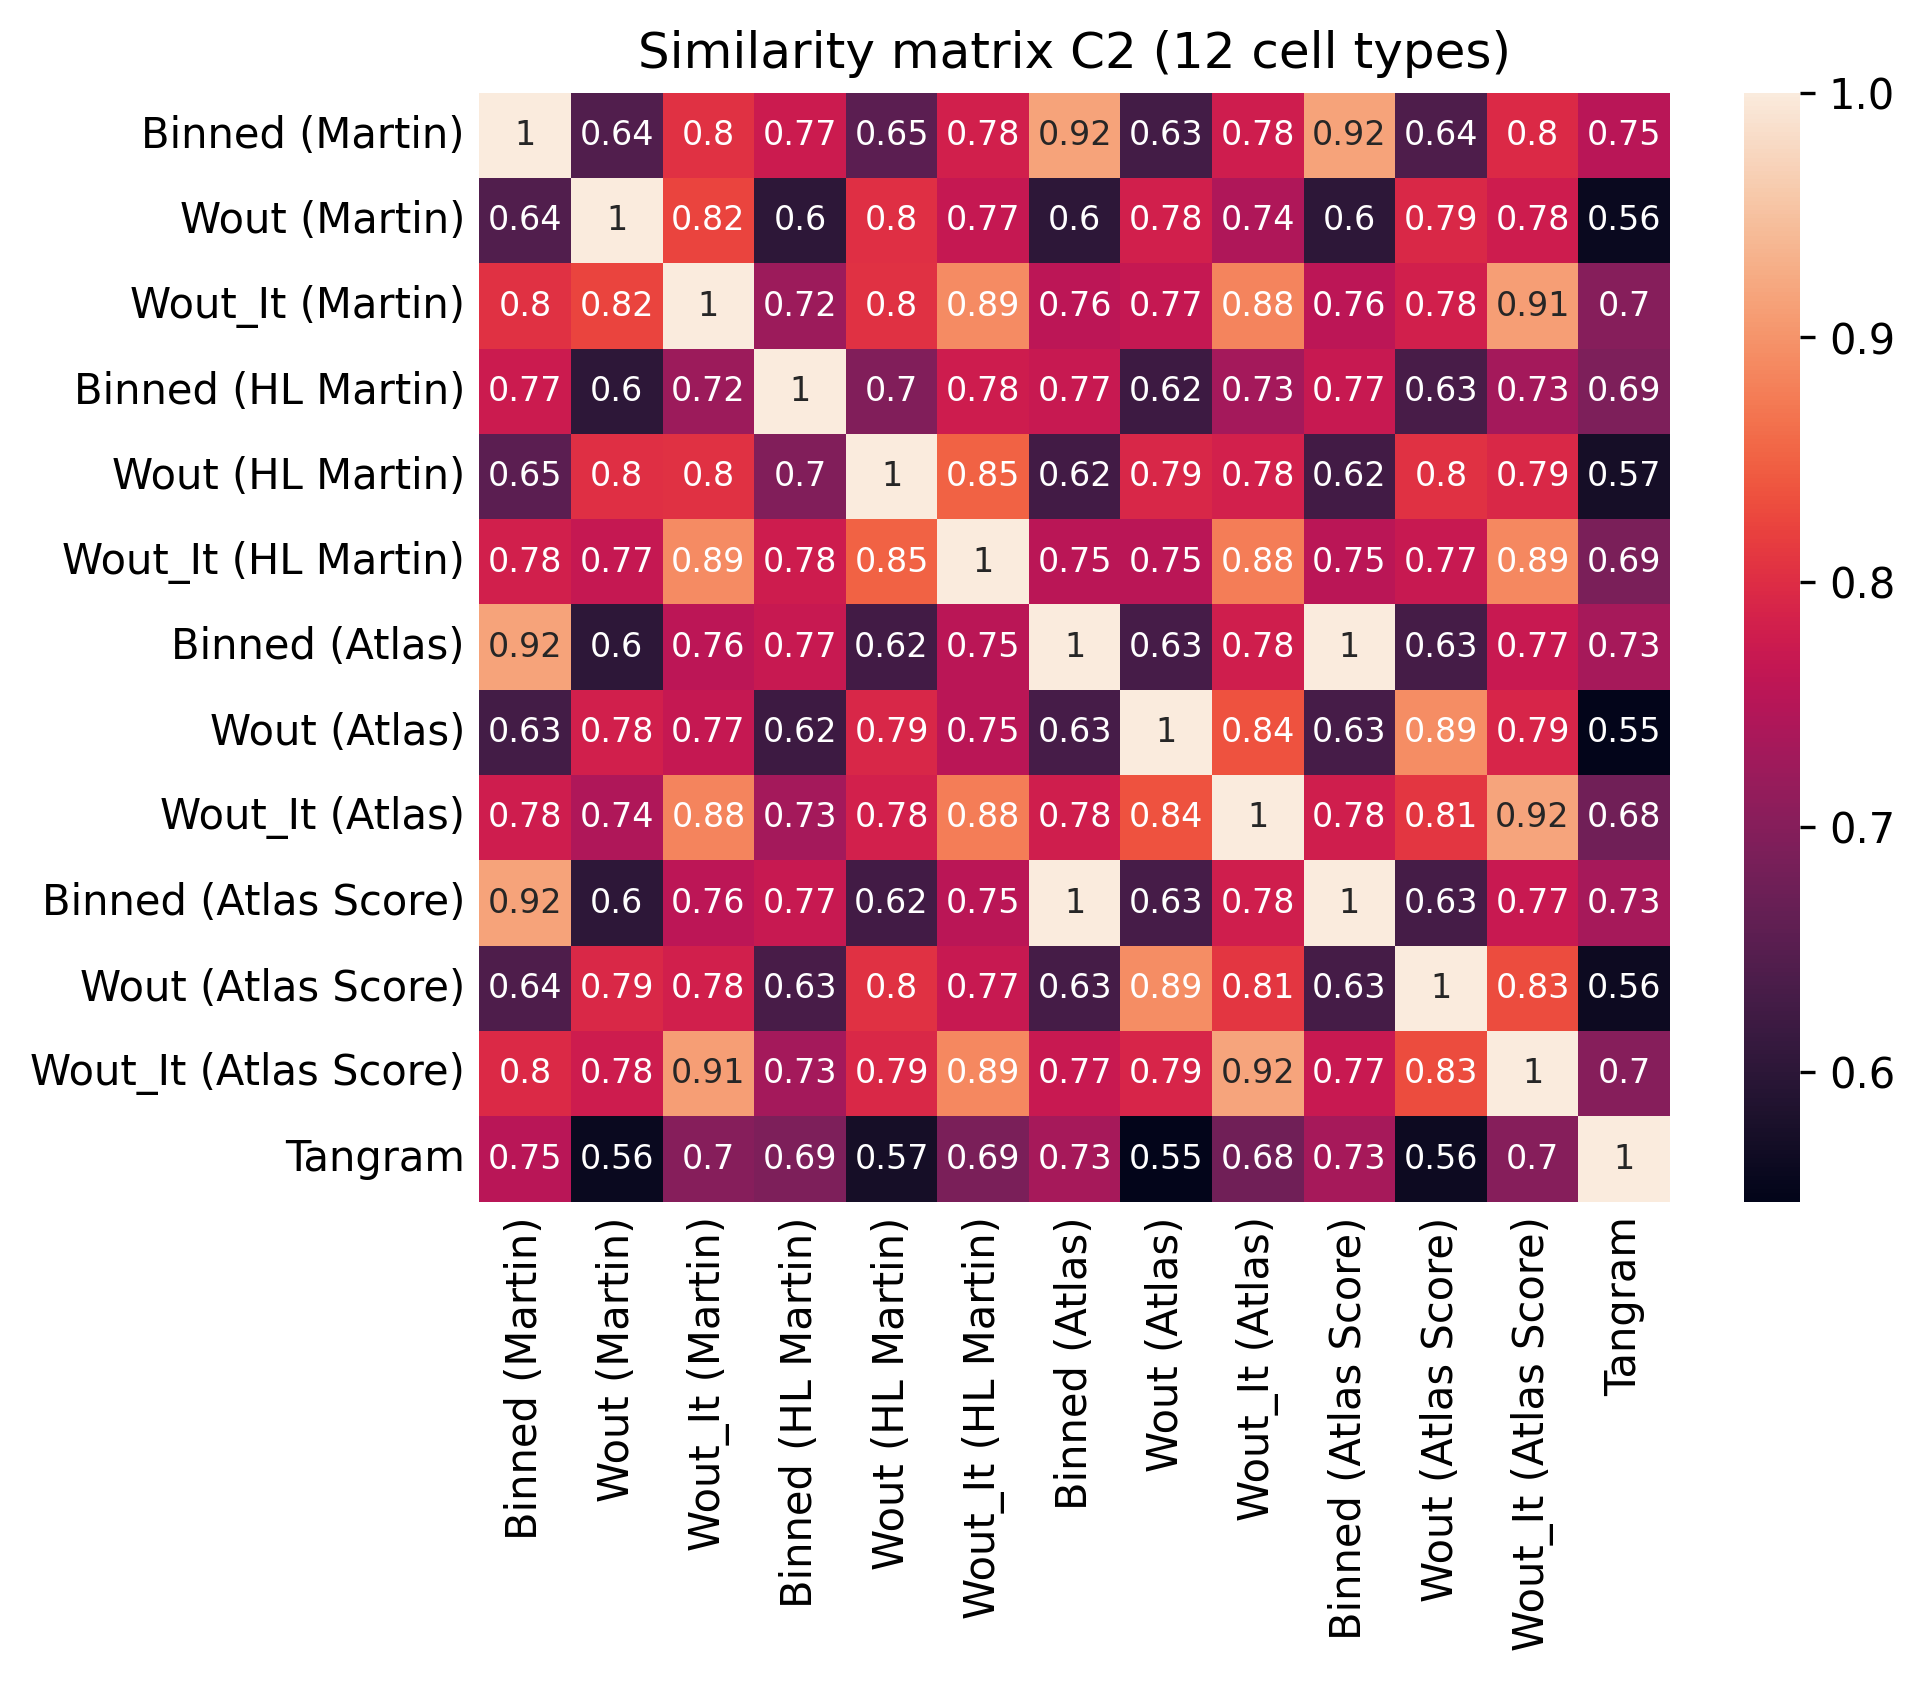 Similarity matrix C2 (12 cell types)
Binned (Martin) 1 0.64 0.8 0.77 0.65 0.78 0.92 0.63 0.78 0.92 0.64 0.8 0.75
Wout (Martin) 0.64 1 0.82 0.6 0.8 0.77 0.6 0.78 0.74 0.6 0.79 0.78 0.56
Wout_It (Martin) 0.8 0.82 1 0.72 0.8 0.89 0.76 0.77 0.88 0.76 0.78 0.91 0.7
Binned (HL Martin) 0.77 0.6 0.72 1 0.7 0.78 0.77 0.62 0.73 0.77 0.63 0.73 0.69
Wout (HL Martin) 0.65 0.8 0.8 0.7 1 0.85 0.62 0.79 0.78 0.62 0.8 0.79 0.57
Wout_It (HL Martin) 0.78 0.77 0.89 0.78 0.85 1 0.75 0.75 0.88 0.75 0.77 0.89 0.69
Binned (Atlas) 0.92 0.6 0.76 0.77 0.62 0.75 1 0.63 0.78 1 0.63 0.77 0.73
Wout (Atlas) 0.63 0.78 0.77 0.62 0.79 0.75 0.63 1 0.84 0.63 0.89 0.79 0.55
Wout_It (Atlas) 0.78 0.74 0.88 0.73 0.78 0.88 0.78 0.84 1 0.78 0.81 0.92 0.68
Binned (Atlas Score) 0.92 0.6 0.76 0.77 0.62 0.75 1 0.63 0.78 1 0.63 0.77 0.73
Wout (Atlas Score) 0.64 0.79 0.78 0.63 0.8 0.77 0.63 0.89 0.81 0.63 1 0.83 0.56
Wout_It (Atlas Score) 0.8 0.78 0.91 0.73 0.79 0.89 0.77 0.79 0.92 0.77 0.83 1 0.7
Tangram 0.75 0.56 0.7 0.69 0.57 0.69 0.73 0.55 0.68 0.73 0.56 0.7 1
Binned (Martin)
Wout (Martin)
Wout_It (Martin)
Binned (HL Martin)
Wout (HL Martin)
Wout_It (HL Martin)
Binned (Atlas)
Wout (Atlas)
Wout_It (Atlas)
Binned (Atlas Score)
Wout (Atlas Score)
Wout_It (Atlas Score)
Tangram
1.0
0.9
0.8
0.7
0.6